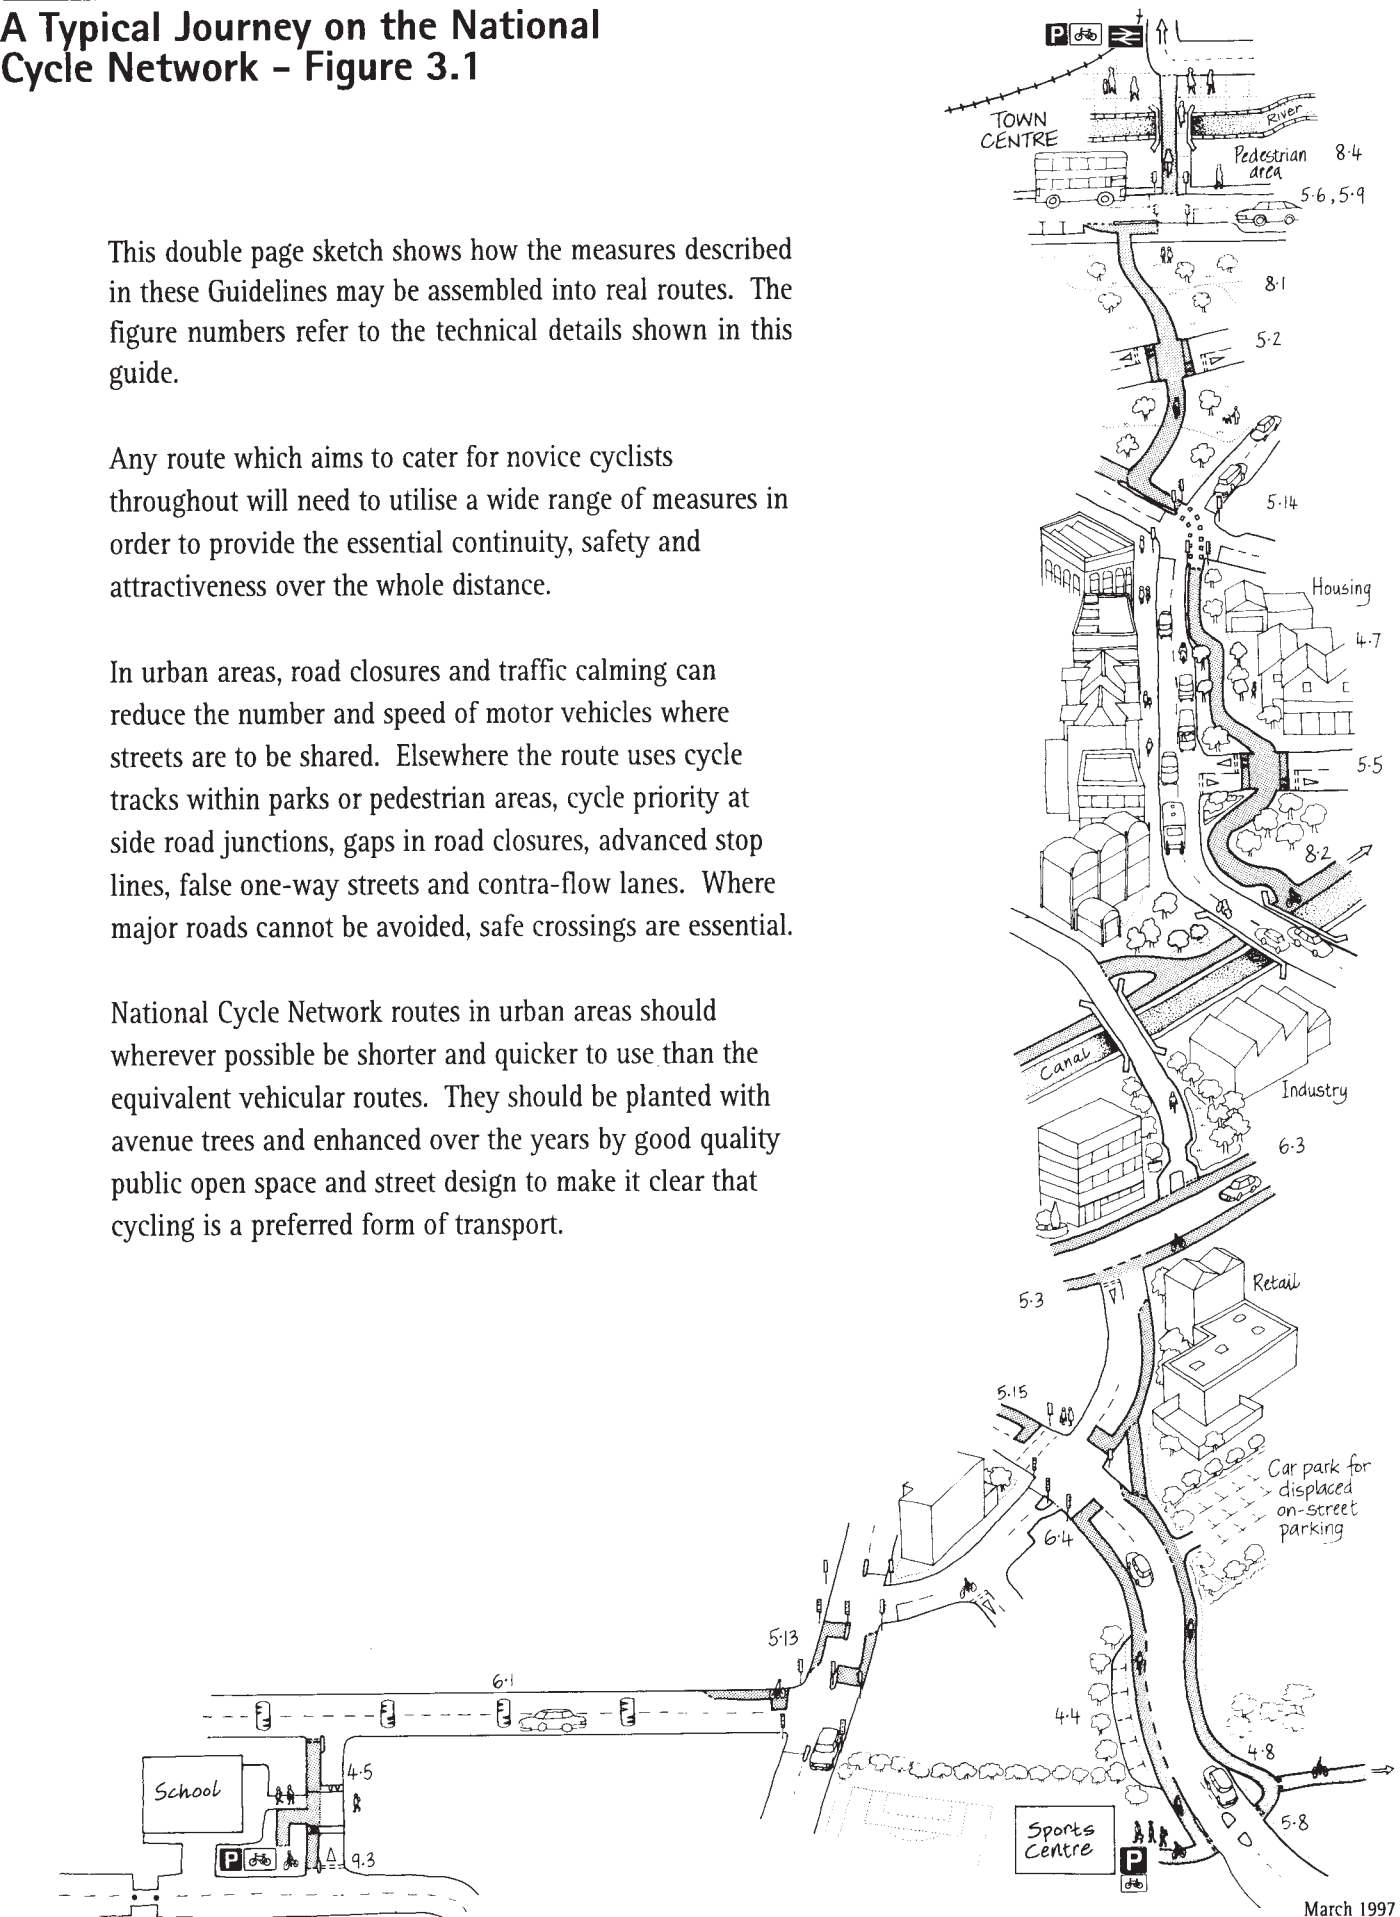 A Typical Journey on the National
Cycle Network – Figure 3.1
This double page sketch shows how the measures described
in these Guidelines may be assembled into real routes. The
figure numbers refer to the technical details shown in this
guide.
Any route which aims to cater for novice cyclists
throughout will need to utilise a wide range of measures in
order to provide the essential continuity, safety and
attractiveness over the whole distance.
In urban areas, road closures and traffic calming can
reduce the number and speed of motor vehicles where
streets are to be shared. Elsewhere the route uses cycle
tracks within parks or pedestrian areas, cycle priority at
side road junctions, gaps in road closures, advanced stop
lines, false one-way streets and contra-flow lanes. Where
major roads cannot be avoided, safe crossings are essential.
National Cycle Network routes in urban areas should
wherever possible be shorter and quicker to use than the
equivalent vehicular routes. They should be planted with
avenue trees and enhanced over the years by good quality
public open space and street design to make it clear that
cycling is a preferred form of transport.
P
TOWN
CENTRE
River
Pedestrian
area
8·4
5·6, 5·9
8·1
5·2
5·14
Housing
4·7
5·5
8·2
Canal
Industry
6·3
Retail
5·3
5·15
Car park for
displaced
on-street
parking
6·4
5·13
6·1
4·4
4·8
5·8
School
4·5
P
9.3
Sports
Centre
P
March 1997